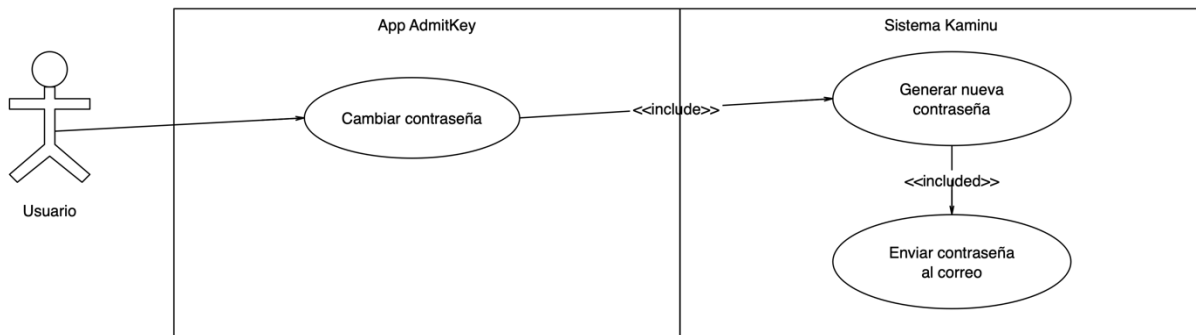 App AdmitKey
Sistema Kaminu
Cambiar contraseña
<<include>>
Generar nueva
contraseña
<<included>>
Usuario
Enviar contraseña
al correo